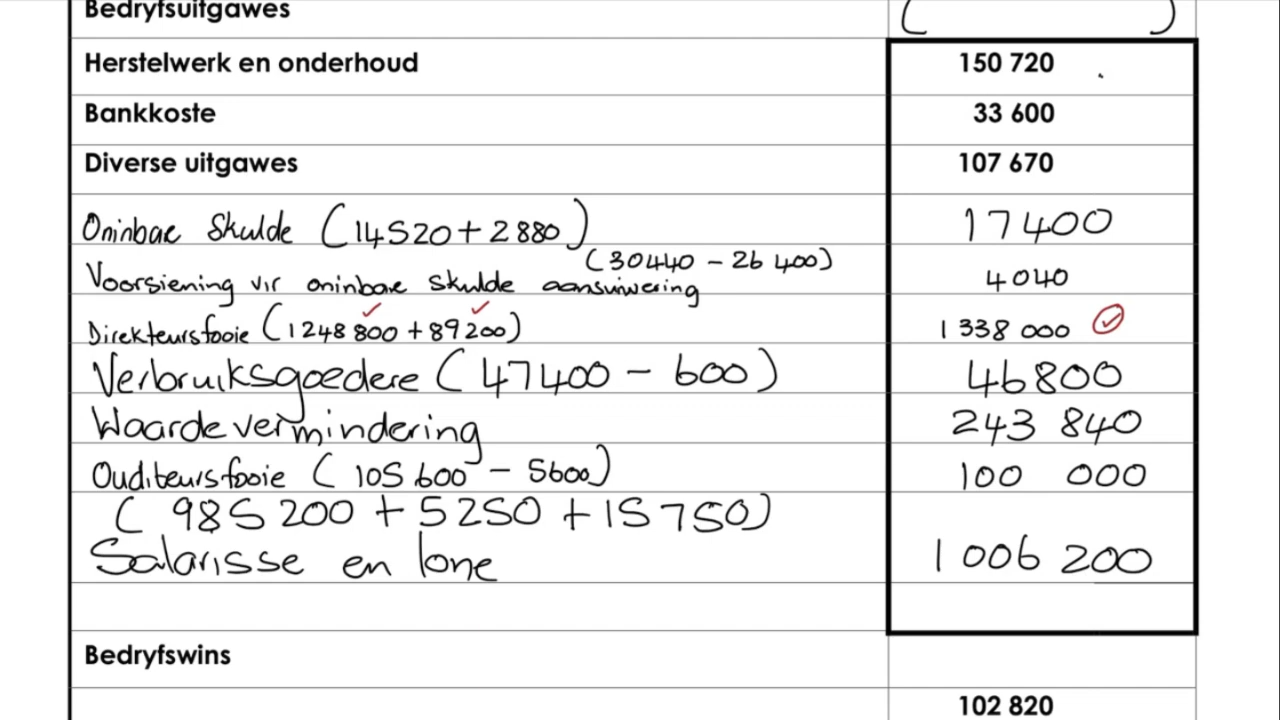 Bedryfsuitgawes ( )
Herstelwerk en onderhoud 150 720
Bankkoste 33 600
Diverse uitgawes 107 670
Oninbare Skulde (14520 + 2880) 17400
(30440 - 26 400)
Voorsiening vir oninbare skulde aansuiwering 4040
Direkteursfooie (1248 800 + 89 200) 1 338 000
Verbruiksgoedere (47400 - 600) 46800
Waardevermindering 243 840
Ouditeursfooie (105 600 - 5600) 100 000
(985 200 + 5250 + 15 750)
Salarisse en lone 1 006 200
Bedryfswins
102 820